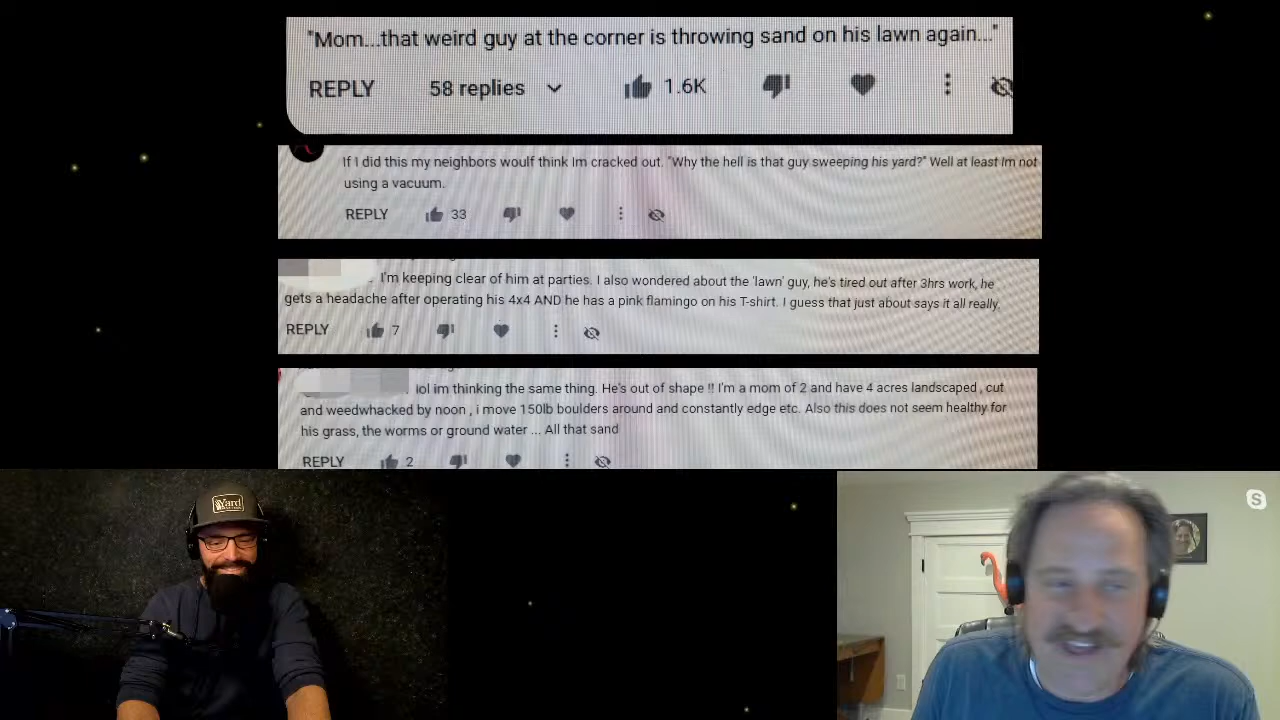 "Mom...that weird guy at the corner is throwing sand on his lawn again..."
REPLY 58 replies 1.6K
If I did this my neighbors woulf think Im cracked out. "Why the hell is that guy sweeping his yard?" Well at least Im not
using a vacuum.
REPLY 33
I'm keeping clear of him at parties. I also wondered about the 'lawn' guy, he's tired out after 3hrs work, he
gets a headache after operating his 4x4 AND he has a pink flamingo on his T-shirt. I guess that just about says it all really.
REPLY 7
lol im thinking the same thing. He's out of shape !! I'm a mom of 2 and have 4 acres landscaped , cut
and weedwhacked by noon , i move 150lb boulders around and constantly edge etc. Also this does not seem healthy for
his grass, the worms or ground water ... All that sand
REPLY 2
Yard
S